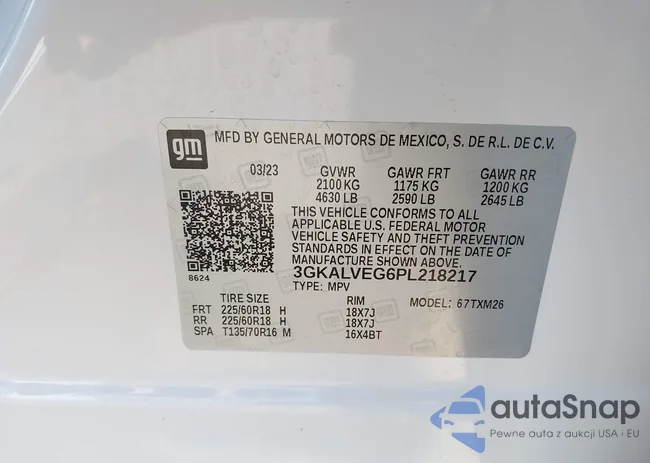 gm
MFD BY GENERAL MOTORS DE MEXICO, S. DE R.L. DE C.V.
03/23 GVWR GAWR FRT GAWR RR
2100 KG 1175 KG 1200 KG
4630 LB 2590 LB 2645 LB
THIS VEHICLE CONFORMS TO ALL
APPLICABLE U.S. FEDERAL MOTOR
VEHICLE SAFETY AND THEFT PREVENTION
STANDARDS IN EFFECT ON THE DATE OF
MANUFACTURE SHOWN ABOVE.
8624
3GKALVEG6PL218217
TYPE: MPV MODEL: 67TXM26
TIRE SIZE RIM
FRT 225/60R18 H 18X7J
RR 225/60R18 H 18X7J
SPA T135/70R16 M 16X4BT
autaSnap
Pewne auta z aukcji USA i EU